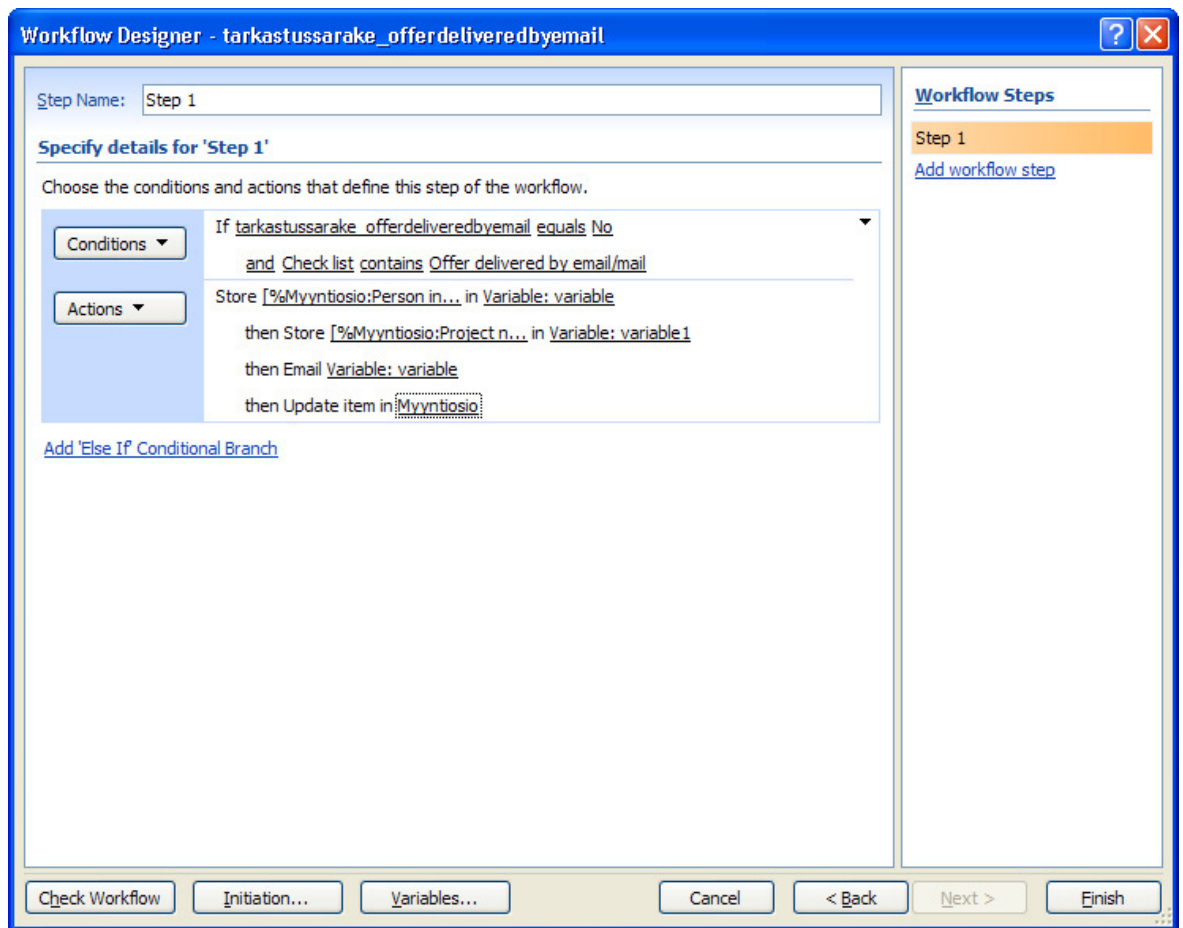 Workflow Designer - tarkastussarake_offerdeliveredbyemail
Step Name: Step 1
Specify details for 'Step 1'
Choose the conditions and actions that define this step of the workflow.
Conditions
If tarkastussarake_offerdeliveredbyemail equals No
and Check list contains Offer delivered by email/mail
Actions
Store [%Myyntiosio:Person in... in Variable: variable
then Store [%Myyntiosio:Project n... in Variable: variable1
then Email Variable: variable
then Update item in Myyntiosio
Add 'Else If' Conditional Branch
Workflow Steps
Step 1
Add workflow step
Check Workflow Initiation... Variables... Cancel < Back Next > Finish